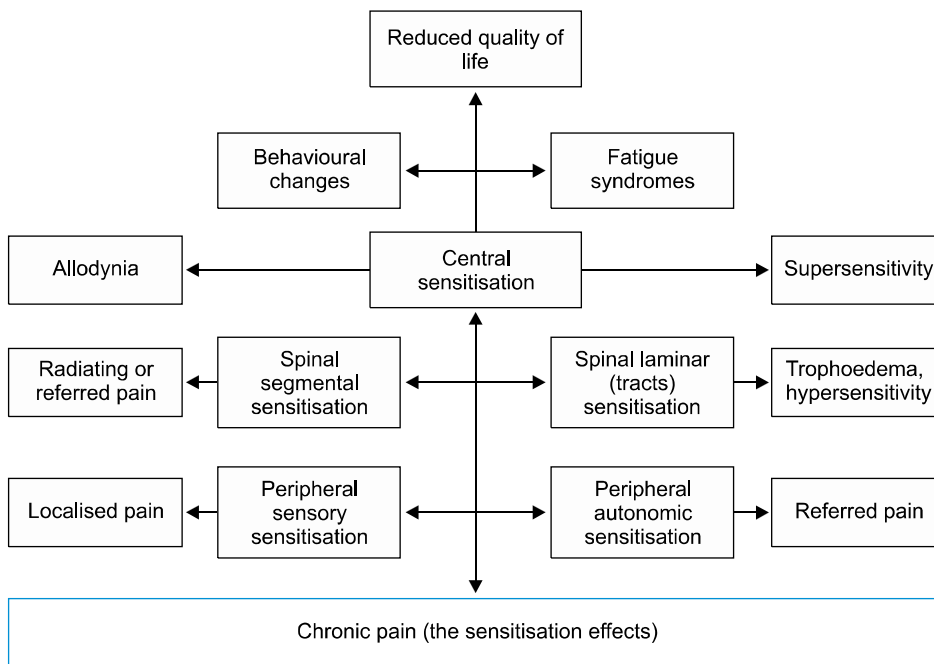 Reduced quality of
life
Behavioural
changes
Fatigue
syndromes
Allodynia
Central
sensitisation
Supersensitivity
Radiating or
referred pain
Spinal
segmental
sensitisation
Spinal laminar
(tracts)
sensitisation
Trophoedema,
hypersensitivity
Localised pain
Peripheral
sensory
sensitisation
Peripheral
autonomic
sensitisation
Referred pain
Chronic pain (the sensitisation effects)